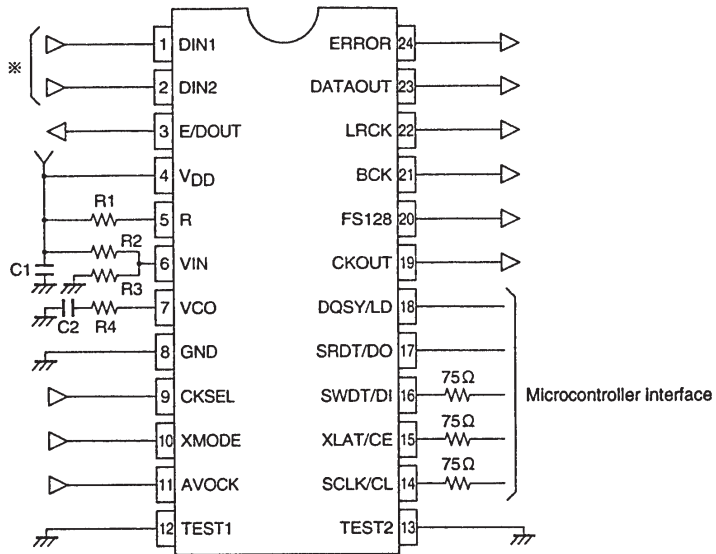 ※
1 DIN1
2 DIN2
3 E/DOUT
4 VDD
R1
5 R
R2
6 VIN
C1
R3
7 VCO
C2 R4
8 GND
9 CKSEL
10 XMODE
11 AVOCK
12 TEST1
ERROR 24
DATAOUT 23
LRCK 22
BCK 21
FS128 20
CKOUT 19
DQSY/LD 18
SRDT/DO 17
75Ω
SWDT/DI 16
Microcontroller interface
75Ω
XLAT/CE 15
75Ω
SCLK/CL 14
TEST2 13